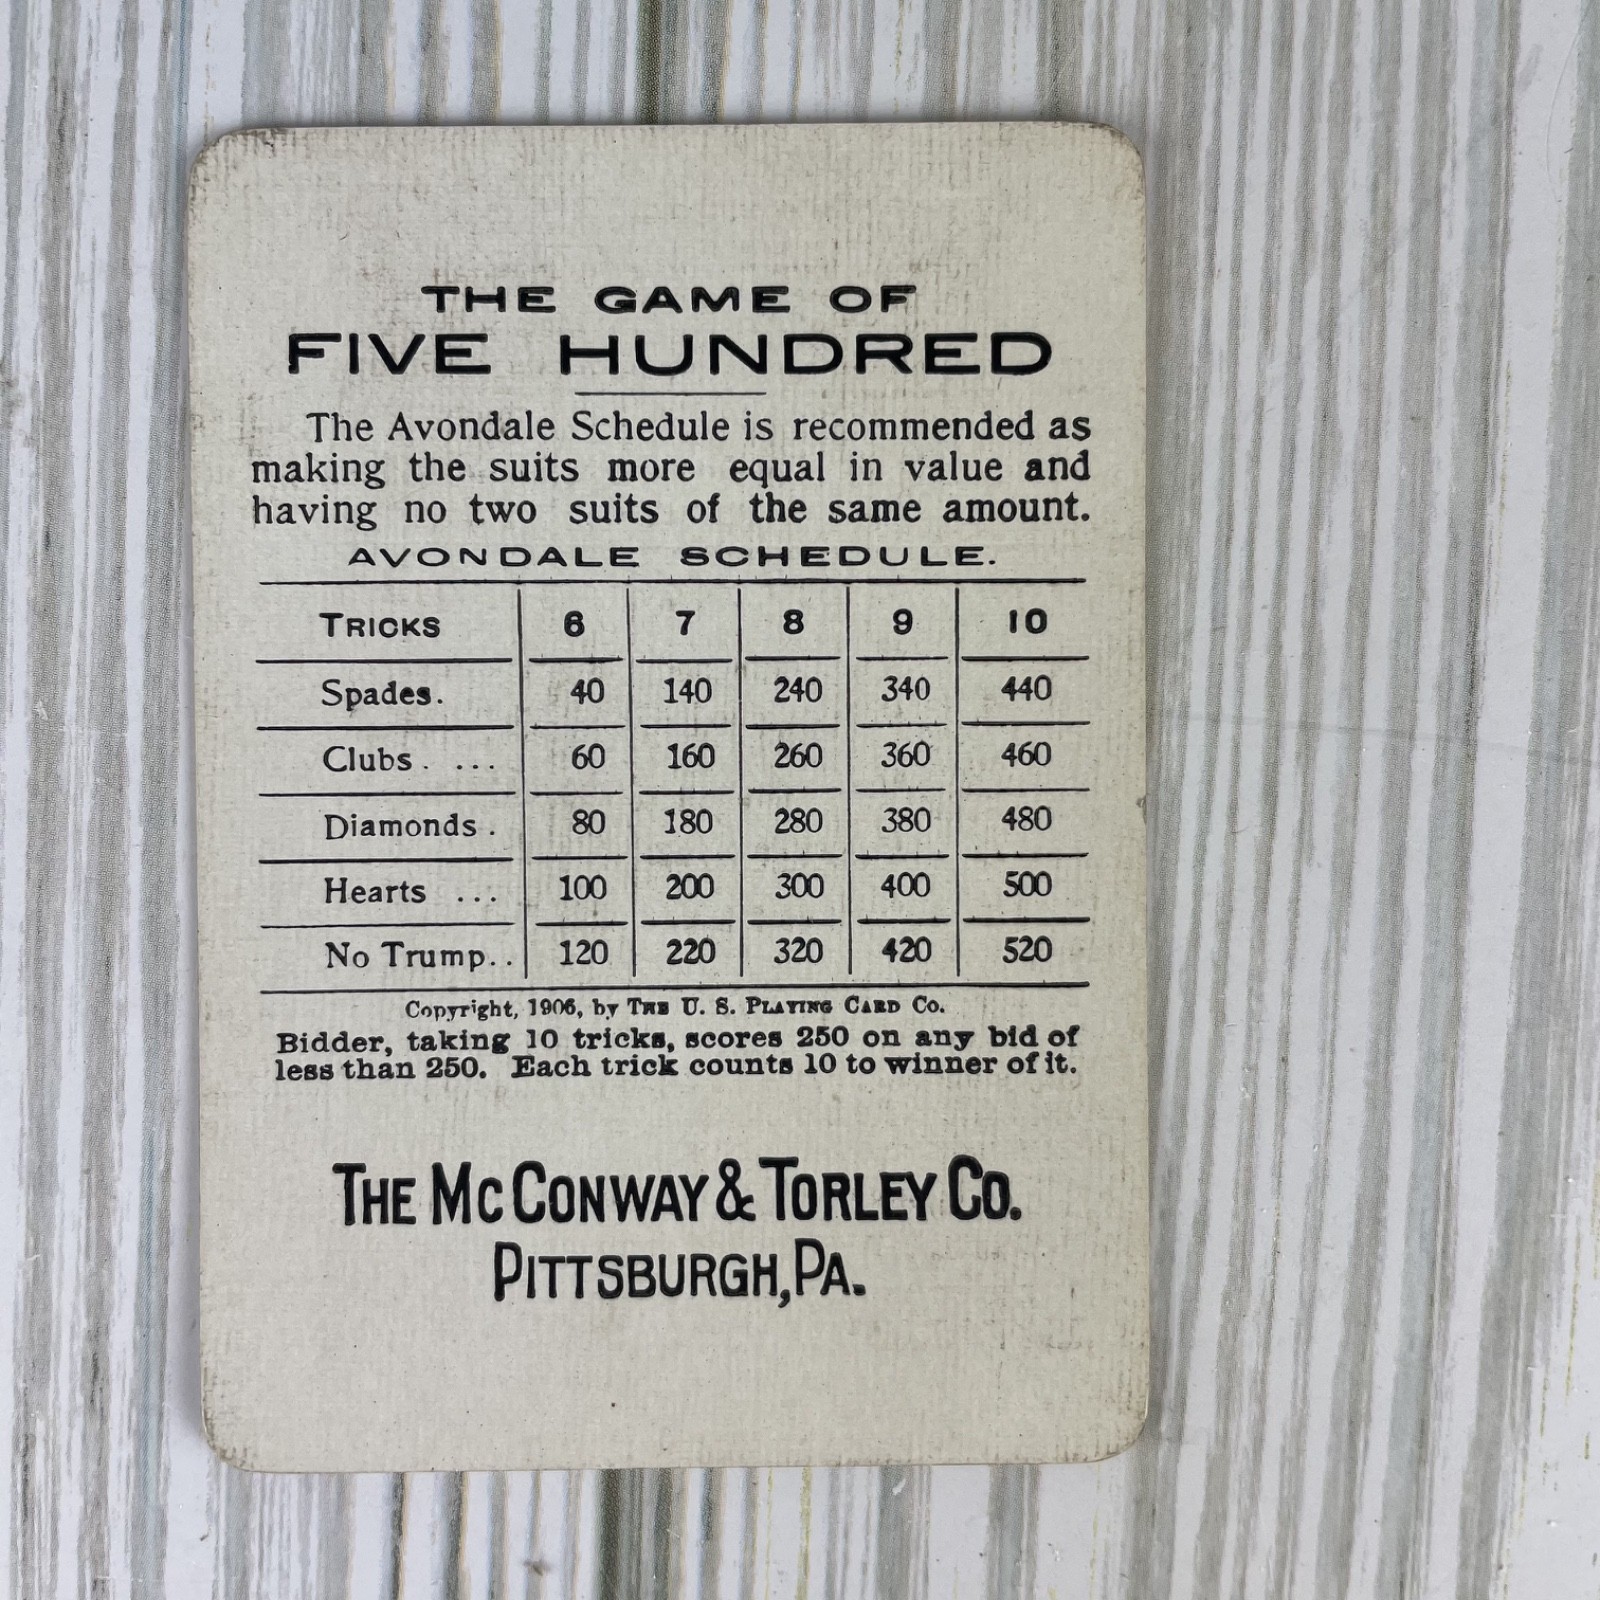 THE GAME OF
FIVE HUNDRED
The Avondale Schedule is recommended as
making the suits more equal in value and
having no two suits of the same amount.
AVONDALE SCHEDULE.
TRICKS 6 7 8 9 10
Spades. 40 140 240 340 440
Clubs. ... 60 160 260 360 460
Diamonds . 80 180 280 380 480
Hearts ... 100 200 300 400 500
No Trump.. 120 220 320 420 520
Copyright, 1906, by THE U. S. PLAYING CARD CO.
Bidder, taking 10 tricks, scores 250 on any bid of
less than 250. Each trick counts 10 to winner of it.
THE MCCONWAY & TORLEY CO.
PITTSBURGH, PA.